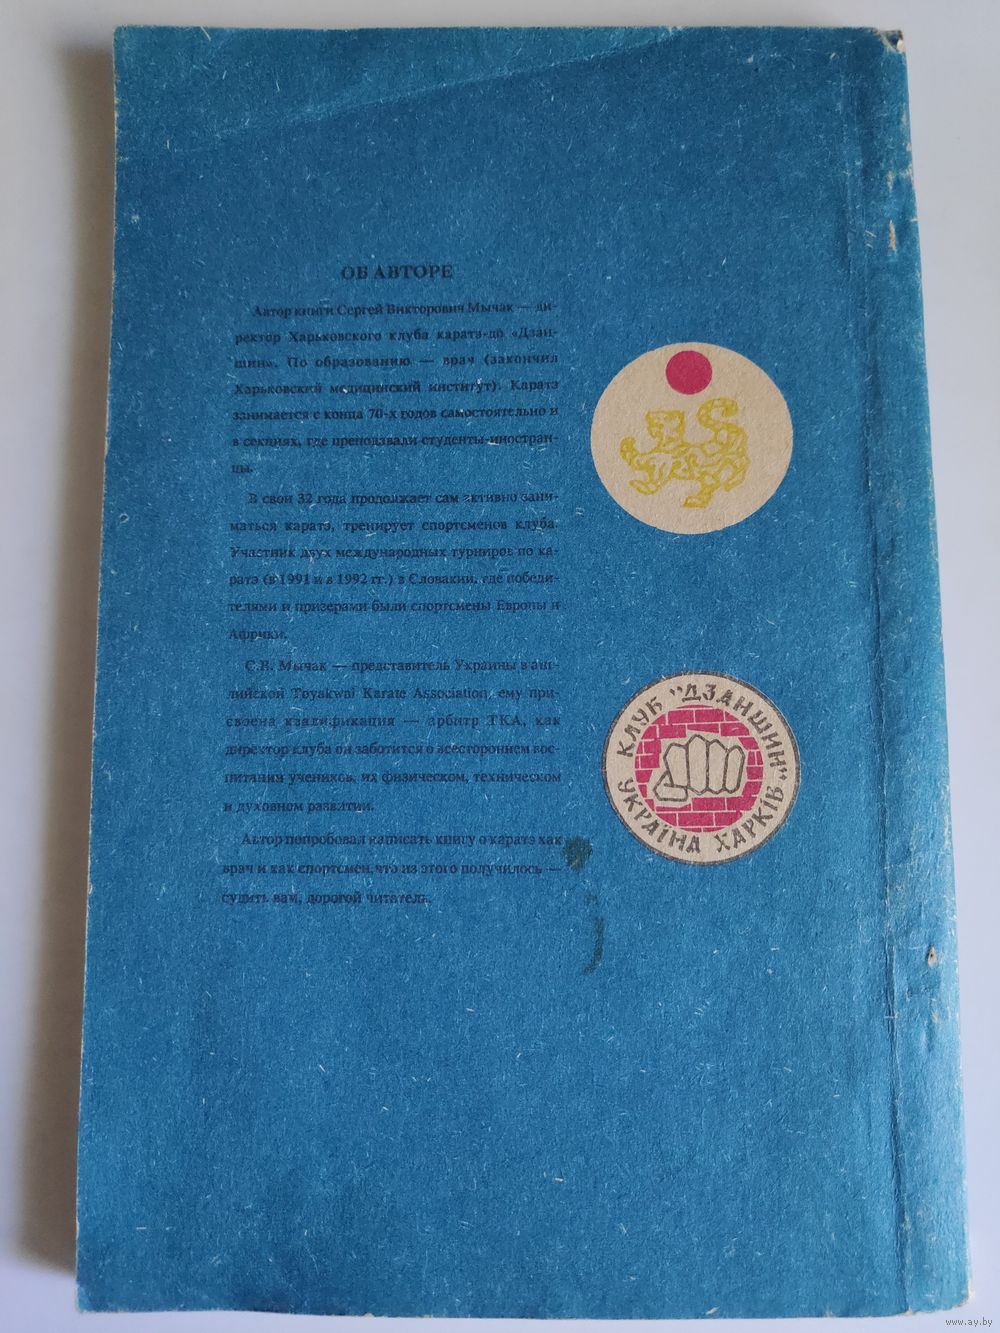 ОБ АВТОРЕ
Автор книги Сергей Викторович Мычак — ди-
ректор Харьковского клуба каратэ-до «Дзан-
шин». По образованию — врач (закончил
Харьковский медицинский институт). Каратэ
занимается с конца 70-х годов самостоятельно и
в секциях, где преподавали студенты-иностран-
цы.
В свои 32 года продолжает сам активно зани-
маться каратэ, тренирует спортсменов клуба.
Участник двух международных турниров по ка-
ратэ (в 1991 и в 1992 гг.) в Словакии, где победи-
телями и призерами были спортсмены Европы и
Африки.
С.В. Мычак — представитель Украины в анг-
лийской Toyakwai Karate Association, ему при-
своена квалификация — арбитр ТКА, как
директор клуба он заботится о всестороннем вос-
питании учеников, их физическом, техническом
и духовном развитии.
Автор попробовал написать книгу о каратэ как
врач и как спортсмен, что из этого получилось —
судить вам, дорогой читатель.
КЛУБ "ДЗАНШИН"
УКРАЇНА ХАРКІВ
www.ay.by